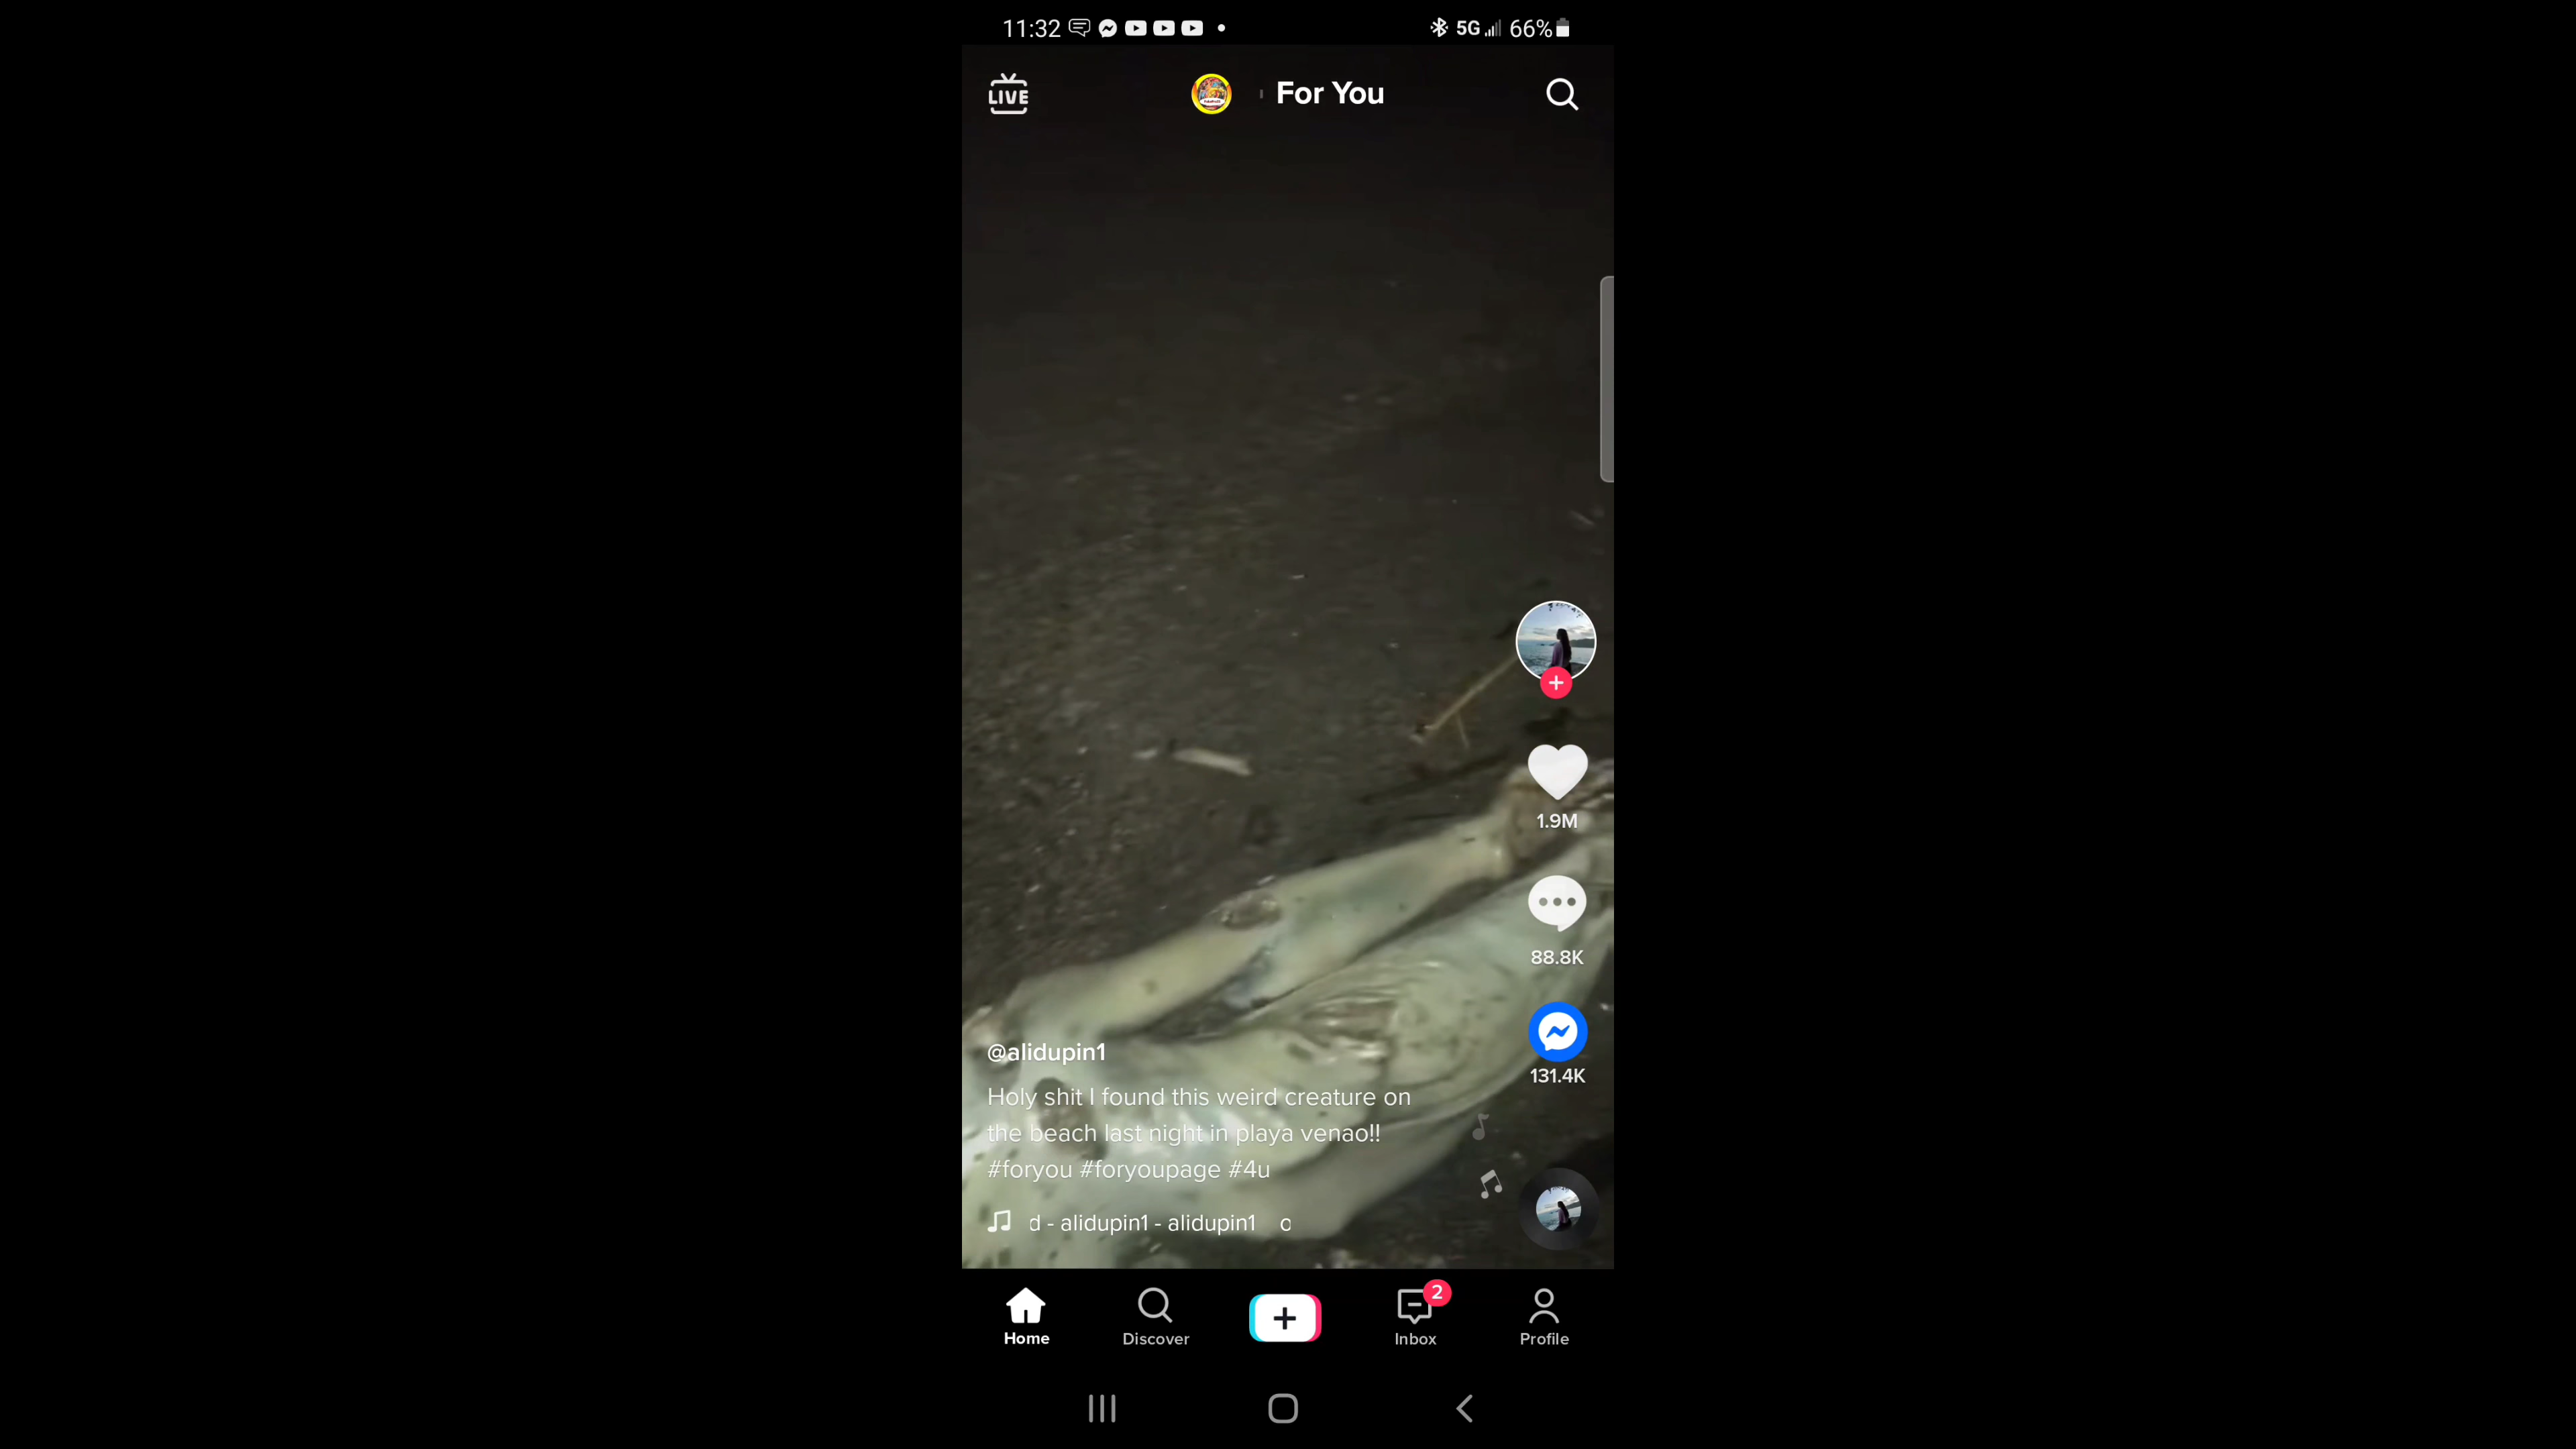 11:32
5G 66%
LIVE
For You
1.9M
88.8K
131.4K
@alidupin1
Holy shit I found this weird creature on
the beach last night in playa venao!!
#foryou #foryoupage #4u
d - alidupin1 - alidupin1 o
Home
Discover
2
Inbox
Profile